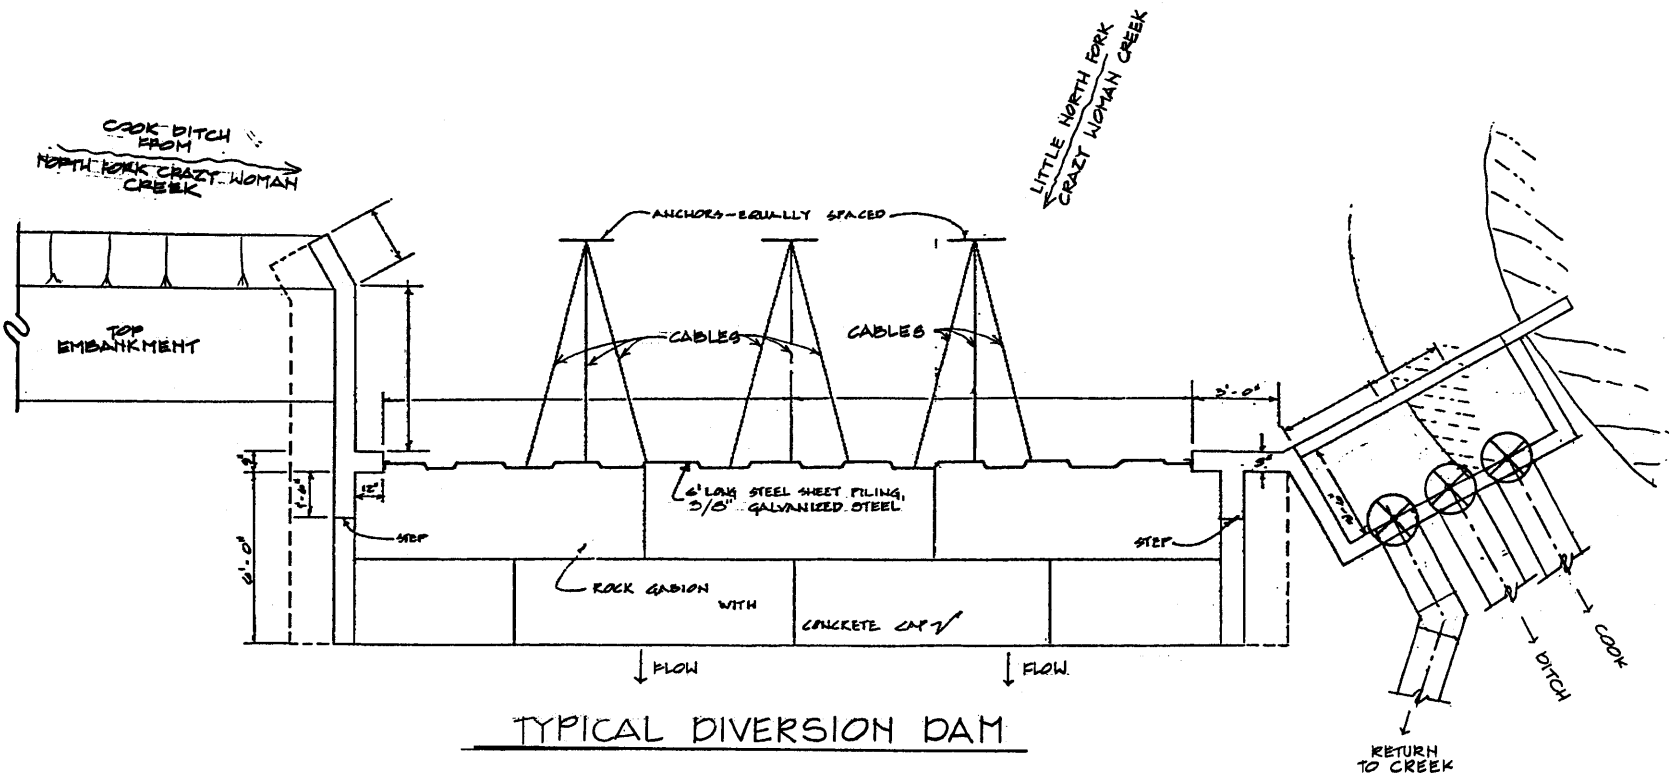 COOK DITCH
FROM
NORTH FORK CRAZY WOMAN
CREEK
LITTLE NORTH FORK
CRAZY WOMAN CREEK
ANCHORS-EQUALLY SPACED
TOP
EMBANKMENT
CABLES
CABLES
3'-0"
12"
6' LONG STEEL SHEET PILING,
3/8" GALVANIZED STEEL
STEP
STEP
ROCK GABION
WITH
CONCRETE CAP
FLOW
FLOW
COOK
DITCH
RETURN
TO CREEK
TYPICAL DIVERSION DAM